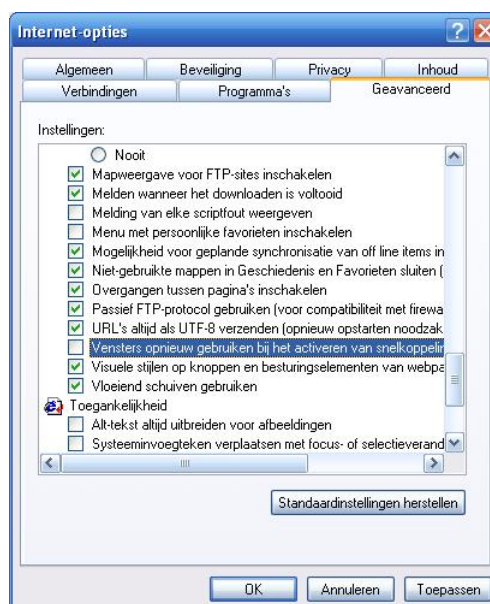 Internet-opties
Algemeen Beveiliging Privacy Inhoud
Verbindingen Programma's Geavanceerd
Instellingen:
Nooit
Mapweergave voor FTP-sites inschakelen
Melden wanneer het downloaden is voltooid
Melding van elke scriptfout weergeven
Menu met persoonlijke favorieten inschakelen
Mogelijkheid voor geplande synchronisatie van off line items in
Niet-gebruikte mappen in Geschiedenis en Favorieten sluiten (
Overgangen tussen pagina's inschakelen
Passief FTP-protocol gebruiken (voor compatibiliteit met firewa
URL's altijd als UTF-8 verzenden (opnieuw opstarten noodzak
Vensters opnieuw gebruiken bij het activeren van snelkoppelin
Visuele stijlen op knoppen en besturingselementen van webpa
Vloeiend schuiven gebruiken
Toegankelijkheid
Alt-tekst altijd uitbreiden voor afbeeldingen
Systeeminvoegteken verplaatsen met focus- of selectieverand
Standaardinstellingen herstellen
OK Annuleren Toepassen